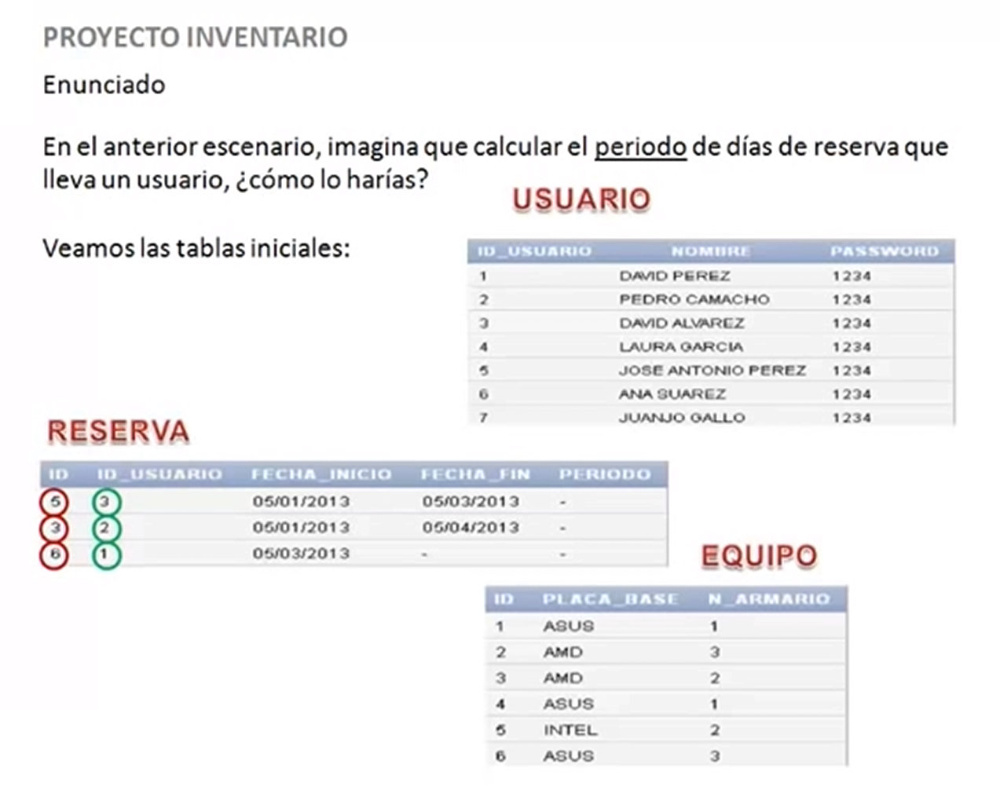 PROYECTO INVENTARIO
Enunciado
En el anterior escenario, imagina que calcular el periodo de días de reserva que
lleva un usuario, ¿cómo lo harías?
Veamos las tablas iniciales:
USUARIO
ID_USUARIO NOMBRE PASSWORD
1 DAVID PEREZ 1234
2 PEDRO CAMACHO 1234
3 DAVID ALVAREZ 1234
4 LAURA GARCIA 1234
5 JOSE ANTONIO PEREZ 1234
6 ANA SUAREZ 1234
7 JUANJO GALLO 1234
RESERVA
ID ID_USUARIO FECHA_INICIO FECHA_FIN PERIODO
5 3 05/01/2013 05/03/2013 -
3 2 05/01/2013 05/04/2013 -
6 1 05/03/2013 - -
EQUIPO
ID PLACA_BASE N_ARMARIO
1 ASUS 1
2 AMD 3
3 AMD 2
4 ASUS 1
5 INTEL 2
6 ASUS 3